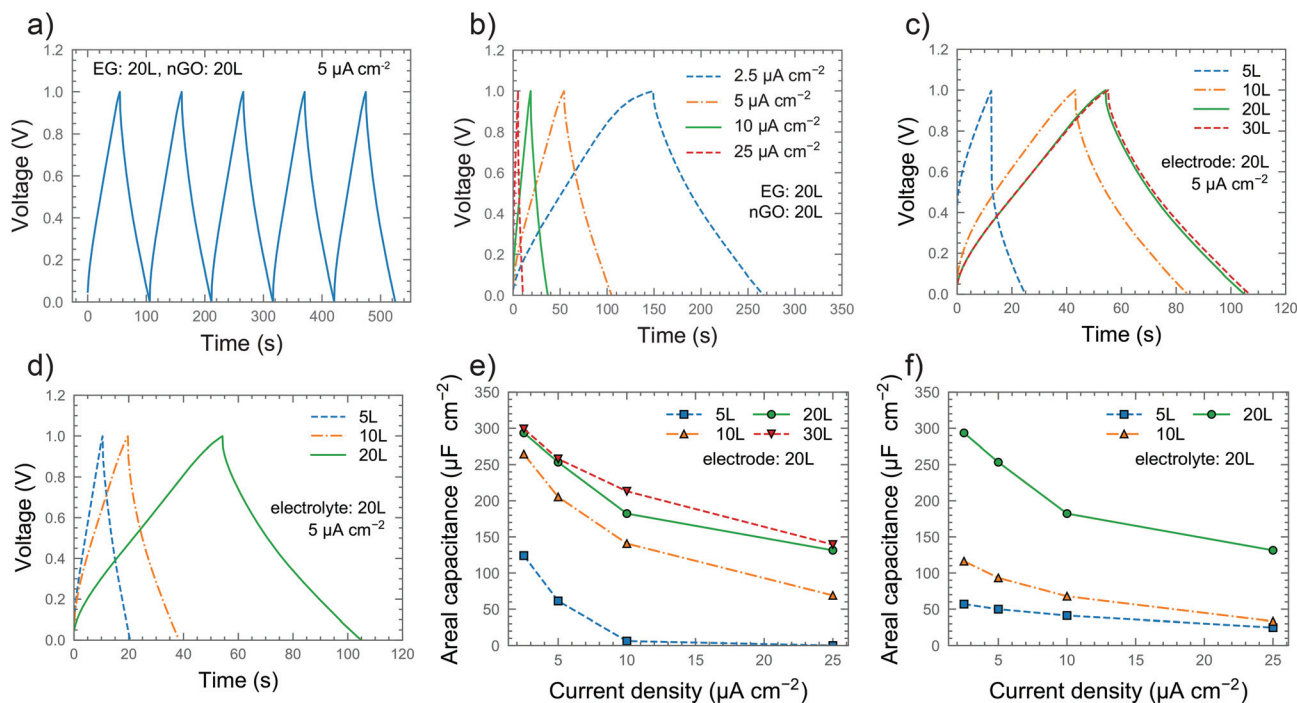 a)
1.2
1.0
0.8
0.6
0.4
0.2
0.0
Voltage (V)
EG: 20L, nGO: 20L
5 µA cm⁻²
0
100
200
300
400
500
Time (s)
b)
1.2
1.0
0.8
0.6
0.4
0.2
0.0
Voltage (V)
2.5 µA cm⁻²
5 µA cm⁻²
10 µA cm⁻²
25 µA cm⁻²
EG: 20L
nGO: 20L
0
50
100
150
200
250
300
350
Time (s)
c)
1.2
1.0
0.8
0.6
0.4
0.2
0.0
Voltage (V)
5L
10L
20L
30L
electrode: 20L
5 µA cm⁻²
0
20
40
60
80
100
120
Time (s)
d)
1.2
1.0
0.8
0.6
0.4
0.2
0.0
Voltage (V)
5L
10L
20L
electrolyte: 20L
5 µA cm⁻²
0
20
40
60
80
100
120
Time (s)
e)
350
300
250
200
150
100
50
0
Areal capacitance (µF cm⁻²)
5L
20L
10L
30L
electrode: 20L
5
10
15
20
25
Current density (µA cm⁻²)
f)
350
300
250
200
150
100
50
0
Areal capacitance (µF cm⁻²)
5L
20L
10L
electrolyte: 20L
5
10
15
20
25
Current density (µA cm⁻²)